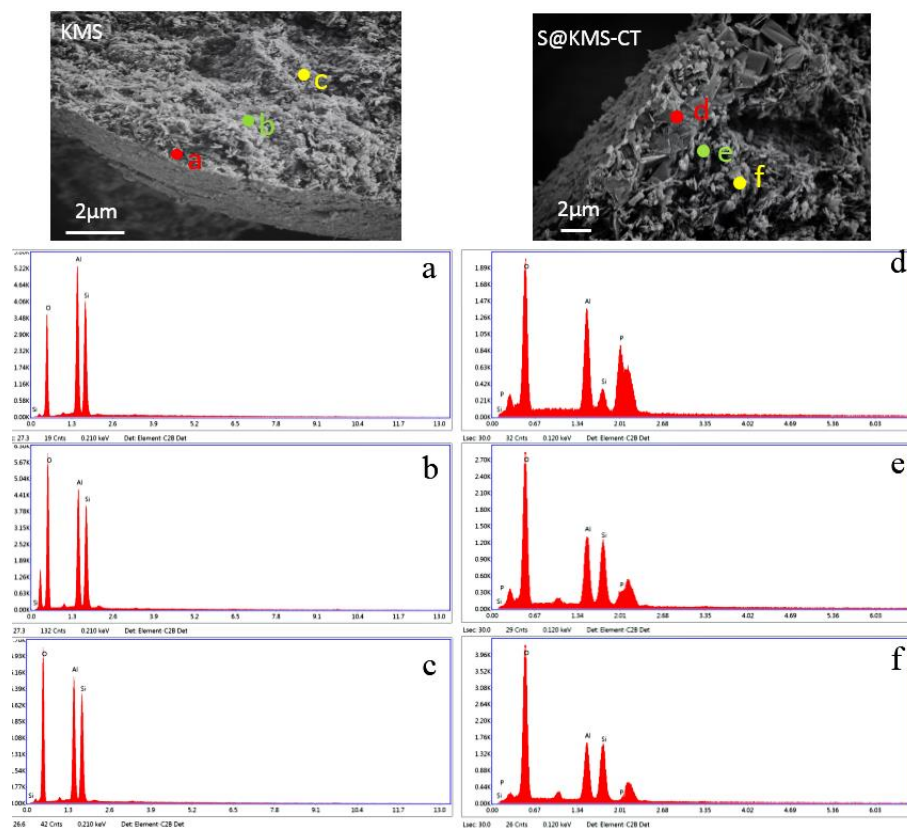 KMS
c
b
a
2μm
S@KMS-CT
d
e
f
2μm
a
5.22K
4.64K
4.06K
3.48K
2.90K
2.32K
1.74K
1.16K
0.58K
0.00K
Si O Al Si
0.0 1.3 2.6 3.9 5.2 6.5 7.8 9.1 10.4 11.7 13.0
27.3 19 Cnts 0.210 keV Det: Element-C2B Det
b
5.67K
5.04K
4.41K
3.78K
3.15K
2.52K
1.89K
1.26K
0.63K
0.00K
Si O Al Si
0.0 1.3 2.6 3.9 5.2 6.5 7.8 9.1 10.4 11.7 13.0
27.3 132 Cnts 0.210 keV Det: Element-C2B Det
c
Si O Al Si
0.0 1.3 2.6 3.9 5.2 6.5 7.8 9.1 10.4 11.7 13.0
26.6 42 Cnts 0.210 keV Det: Element-C2B Det
d
1.89K
1.68K
1.47K
1.26K
1.05K
0.84K
0.63K
0.42K
0.21K
0.00K
Si P O Al Si P
0.00 0.67 1.34 2.01 2.68 3.35 4.02 4.69 5.36 6.03
Lsec: 30.0 32 Cnts 0.120 keV Det: Element-C2B Det
e
2.70K
2.40K
2.10K
1.80K
1.50K
1.20K
0.90K
0.60K
0.30K
0.00K
Si P O Al Si P
0.00 0.67 1.34 2.01 2.68 3.35 4.02 4.69 5.36 6.03
Lsec: 30.0 29 Cnts 0.120 keV Det: Element-C2B Det
f
3.96K
3.52K
3.08K
2.64K
2.20K
1.76K
1.32K
0.88K
0.44K
0.00K
Si P O Al Si P
0.00 0.67 1.34 2.01 2.68 3.35 4.02 4.69 5.36 6.03
Lsec: 30.0 26 Cnts 0.120 keV Det: Element-C2B Det